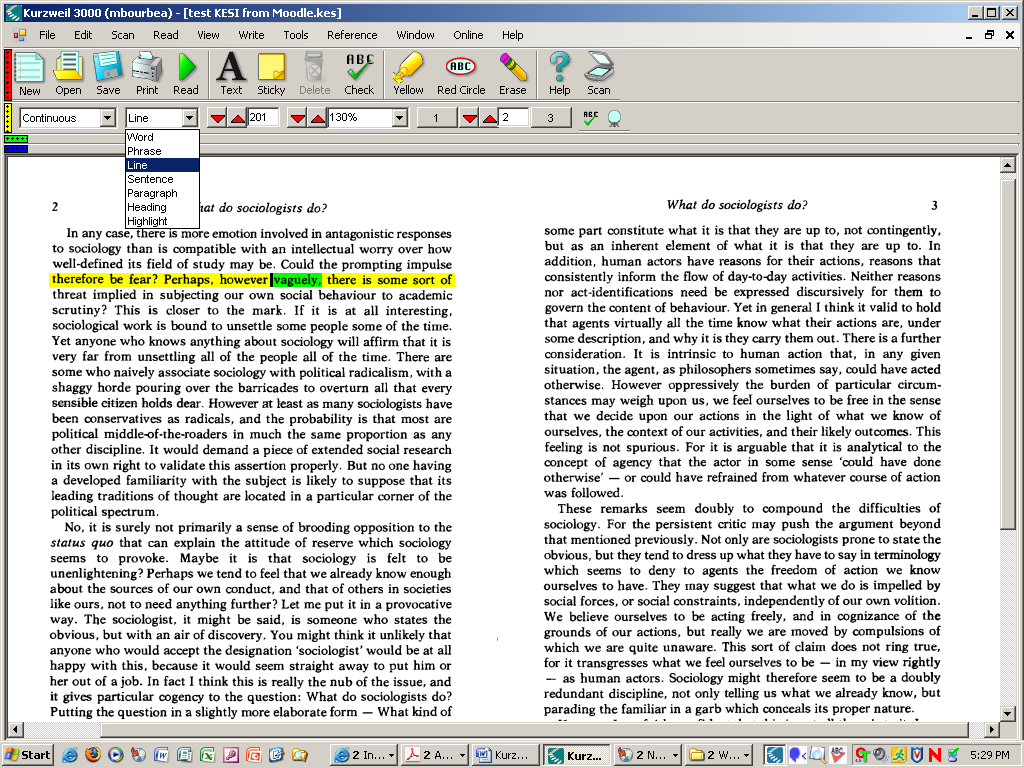 Kurzweil 3000 (mbourbea) - [test KESI from Moodle.kes]
File Edit Scan Read View Write Tools Reference Window Online Help
New Open Save Print Read Text Sticky Delete Check Yellow Red Circle Erase Help Scan
Continuous Line 201 130% 1 2 3
Word
Phrase
Line
Sentence
Paragraph
Heading
Highlight
2 hat do sociologists do?
In any case, there is more emotion involved in antagonistic responses
to sociology than is compatible with an intellectual worry over how
well-defined its field of study may be. Could the prompting impulse
therefore be fear? Perhaps, however vaguely, there is some sort of
threat implied in subjecting our own social behaviour to academic
scrutiny? This is closer to the mark. If it is at all interesting,
sociological work is bound to unsettle some people some of the time.
Yet anyone who knows anything about sociology will affirm that it is
very far from unsettling all of the people all of the time. There are
some who naively associate sociology with political radicalism, with a
shaggy horde pouring over the barricades to overturn all that every
sensible citizen holds dear. However at least as many sociologists have
been conservatives as radicals, and the probability is that most are
political middle-of-the-roaders in much the same proportion as any
other discipline. It would demand a piece of extended social research
in its own right to validate this assertion properly. But no one having
a developed familiarity with the subject is likely to suppose that its
leading traditions of thought are located in a particular corner of the
political spectrum.
No, it is surely not primarily a sense of brooding opposition to the
status quo that can explain the attitude of reserve which sociology
seems to provoke. Maybe it is that sociology is felt to be
unenlightening? Perhaps we tend to feel that we already know enough
about the sources of our own conduct, and that of others in societies
like ours, not to need anything further? Let me put it in a provocative
way. The sociologist, it might be said, is someone who states the
obvious, but with an air of discovery. You might think it unlikely that
anyone who would accept the designation 'sociologist' would be at all
happy with this, because it would seem straight away to put him or
her out of a job. In fact I think this is really the nub of the issue, and
it gives particular cogency to the question: What do sociologists do?
Putting the question in a slightly more elaborate form — What kind of
What do sociologists do? 3
some part constitute what it is that they are up to, not contingently,
but as an inherent element of what it is that they are up to. In
addition, human actors have reasons for their actions, reasons that
consistently inform the flow of day-to-day activities. Neither reasons
nor act-identifications need be expressed discursively for them to
govern the content of behaviour. Yet in general I think it valid to hold
that agents virtually all the time know what their actions are, under
some description, and why it is they carry them out. There is a further
consideration. It is intrinsic to human action that, in any given
situation, the agent, as philosophers sometimes say, could have acted
otherwise. However oppressively the burden of particular circum-
stances may weigh upon us, we feel ourselves to be free in the sense
that we decide upon our actions in the light of what we know of
ourselves, the context of our activities, and their likely outcomes. This
feeling is not spurious. For it is arguable that it is analytical to the
concept of agency that the actor in some sense 'could have done
otherwise' — or could have refrained from whatever course of action
was followed.
These remarks seem doubly to compound the difficulties of
sociology. For the persistent critic may push the argument beyond
that mentioned previously. Not only are sociologists prone to state the
obvious, but they tend to dress up what they have to say in terminology
which seems to deny to agents the freedom of action we know
ourselves to have. They may suggest that what we do is impelled by
social forces, or social constraints, independently of our own volition.
We believe ourselves to be acting freely, and in cognizance of the
grounds of our actions, but really we are moved by compulsions of
which we are quite unaware. This sort of claim does not ring true,
for it transgresses what we feel ourselves to be — in my view rightly
— as human actors. Sociology might therefore seem to be a doubly
redundant discipline, not only telling us what we already know, but
parading the familiar in a garb which conceals its proper nature.
Start 2 In... 2 A... Kurz... Kurz... 2 N... 2 W... 5:29 PM